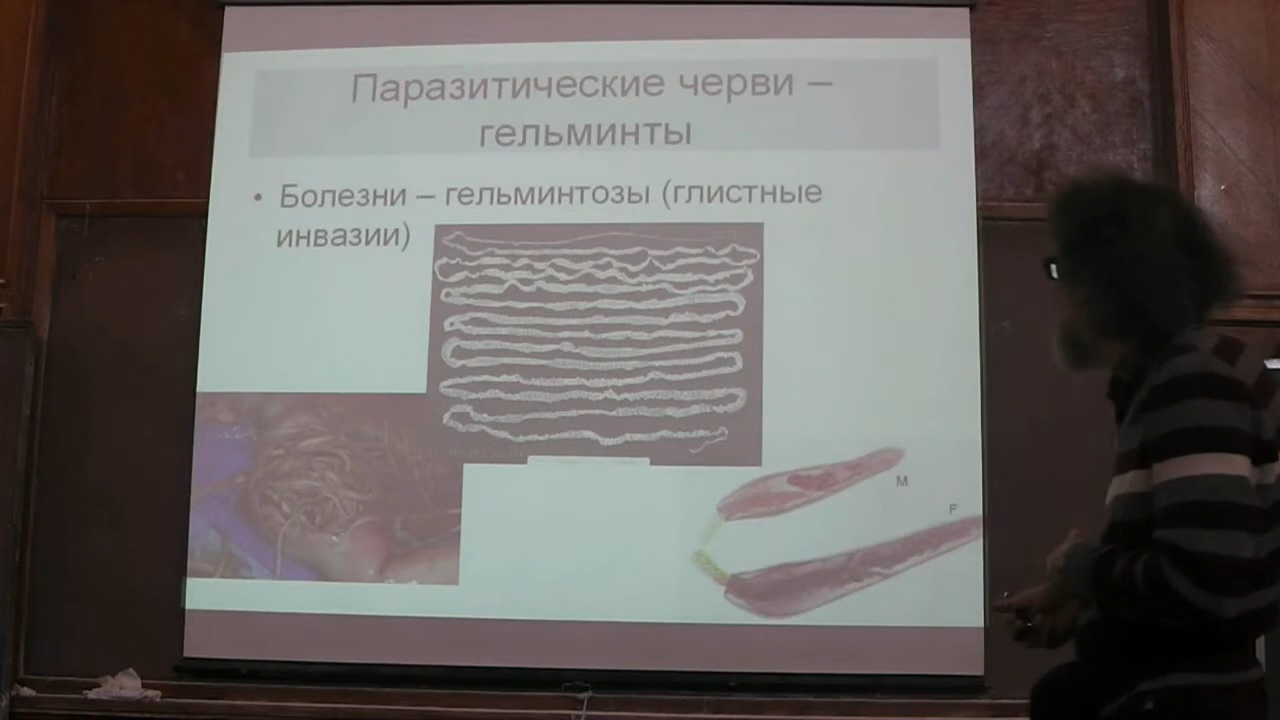 Паразитические черви –
гельминты
• Болезни – гельминтозы (глистные
инвазии)
M
F